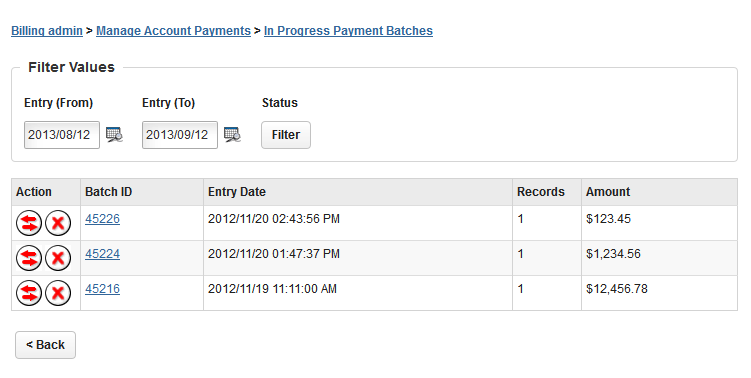 Billing admin > Manage Account Payments > In Progress Payment Batches
Filter Values
Entry (From) Entry (To) Status
2013/08/12 2013/09/12 Filter
Action Batch ID Entry Date Records Amount
45226 2012/11/20 02:43:56 PM 1 $123.45
45224 2012/11/20 01:47:37 PM 1 $1,234.56
45216 2012/11/19 11:11:00 AM 1 $12,456.78
< Back